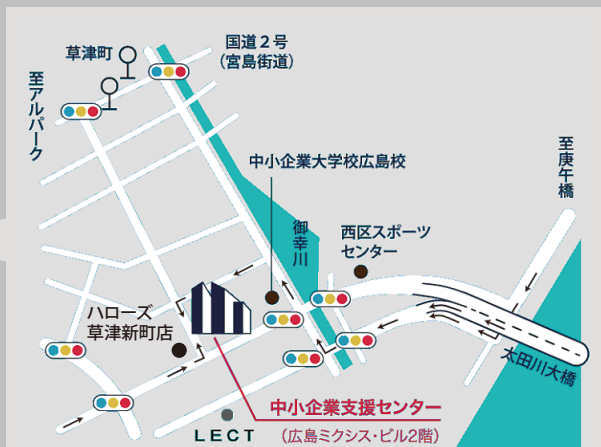 国道２号
（宮島街道）
草津町
至アルパーク
中小企業大学校広島校
至庚午橋
御幸川
西区スポーツ
センター
ハローズ
草津新町店
太田川大橋
中小企業支援センター
（広島ミクシス・ビル2階）
LECT